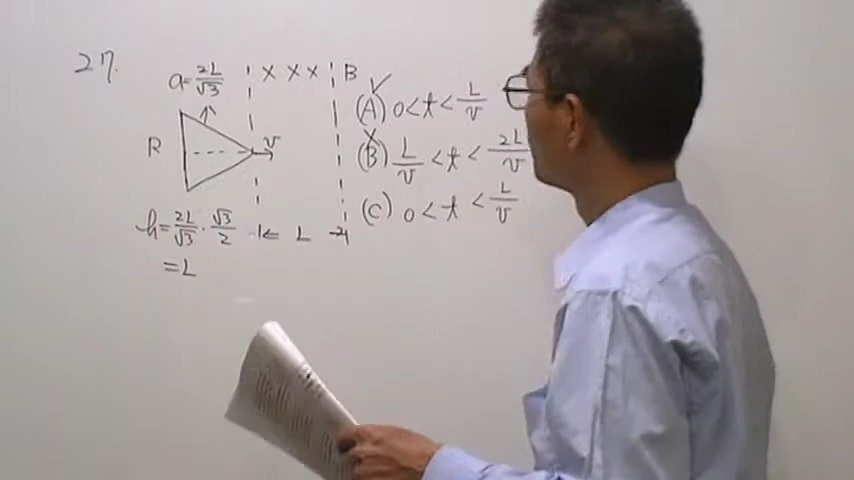 27.
a = 2L/√3
× × × B
R
v
h = 2L/√3 · √3/2
= L
|← L →|
✓
(A) 0 < t < L/v
×
(B) L/v < t < 2L/v
(C) 0 < t < L/v